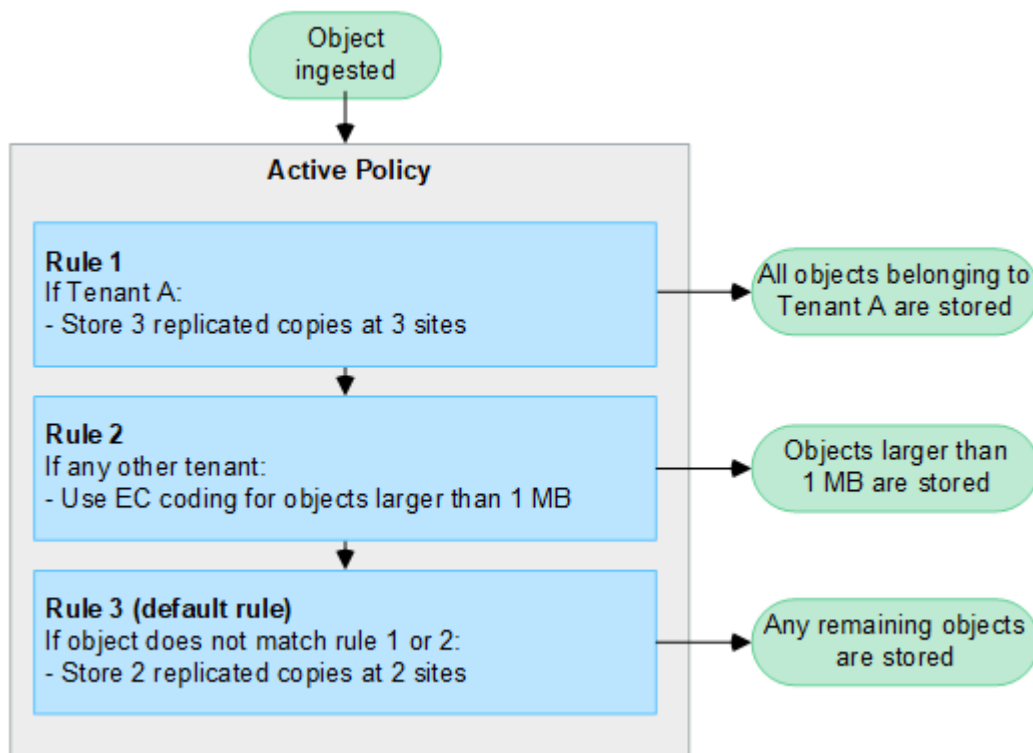 Object
ingested
Active Policy
Rule 1
If Tenant A:
- Store 3 replicated copies at 3 sites
All objects belonging to
Tenant A are stored
Rule 2
If any other tenant:
- Use EC coding for objects larger than 1 MB
Objects larger than
1 MB are stored
Rule 3 (default rule)
If object does not match rule 1 or 2:
- Store 2 replicated copies at 2 sites
Any remaining objects
are stored